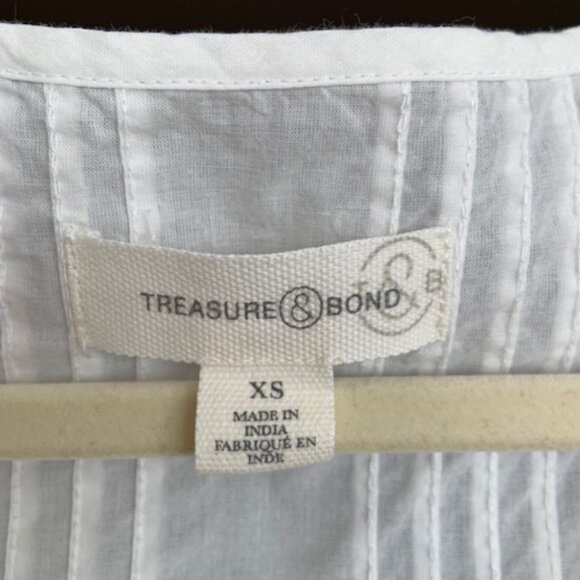 TREASURE & BOND
T & B
XS
MADE IN
INDIA
FABRIQUÉ EN
INDE